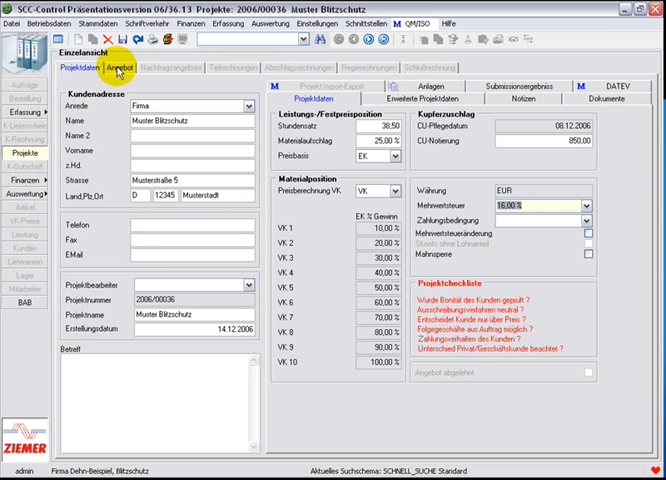 SCC-Control Präsentationsversion 06/36.13 Projekte: 2006/00036 Muster Blitzschutz
Datei Betriebsdaten Stammdaten Schriftverkehr Finanzen Erfassung Auswertung Einstellungen Schnittstellen M QM/ISO Hilfe
Einzelansicht
Projektdaten Angebot Nachtragsangebote Teilrechnungen Abschlagsrechnungen Regierechnungen Schlußrechnung
Aufträge
Bestellung
Erfassung
K-Lieferschein
K-Rechnung
Projekte
K-Gutschrift
Finanzen
Auswertung
Artikel
VK-Preise
Leistung
Kunden
Lieferanten
Lager
Mitarbeiter
BAB
ZIEMER
Kundenadresse
Anrede Firma
Name Muster Blitzschutz
Name 2
Vorname
z.Hd.
Strasse Musterstraße 5
Land,Plz,Ort D 12345 Musterstadt
Telefon
Fax
EMail
Projektbearbeiter
Projektnummer 2006/00036
Projektname Muster Blitzschutz
Erstellungsdatum 14.12.2006
Betreff
M Projekt Import-Export Anlagen Submissionsergebniss M DATEV
Projektdaten Erweiterte Projektdaten Notizen Dokumente
Leistungs-/Festpreisposition
Stundensatz 38,50
Materialaufschlag 25,00 %
Preisbasis EK
Kupferzuschlag
CU-Pflegedatum 08.12.2006
CU-Notierung 850,00
Materialposition
Preisberechnung VK VK
EK % Gewinn
VK 1 10,00 %
VK 2 20,00 %
VK 3 30,00 %
VK 4 40,00 %
VK 5 50,00 %
VK 6 60,00 %
VK 7 70,00 %
VK 8 80,00 %
VK 9 90,00 %
VK 10 100,00 %
Währung EUR
Mehrwertsteuer 16,00 %
Zahlungsbedingung
Mehrwertsteueränderung
Skonto ohne Lohnanteil
Mahnsperre
Projektcheckliste
Wurde Bonität des Kunden geprüft ?
Ausschreibungsverfahren neutral ?
Entscheidet Kunde nur über Preis ?
Folgegeschäfte aus Auftrag möglich ?
Zahlungsverhalten des Kunden ?
Unterschied Privat/Geschäftskunde beachtet ?
Angebot abgelehnt
admin Firma Dehn-Beispiel, Blitzschutz Aktuelles Suchschema: SCHNELL_SUCHE Standard